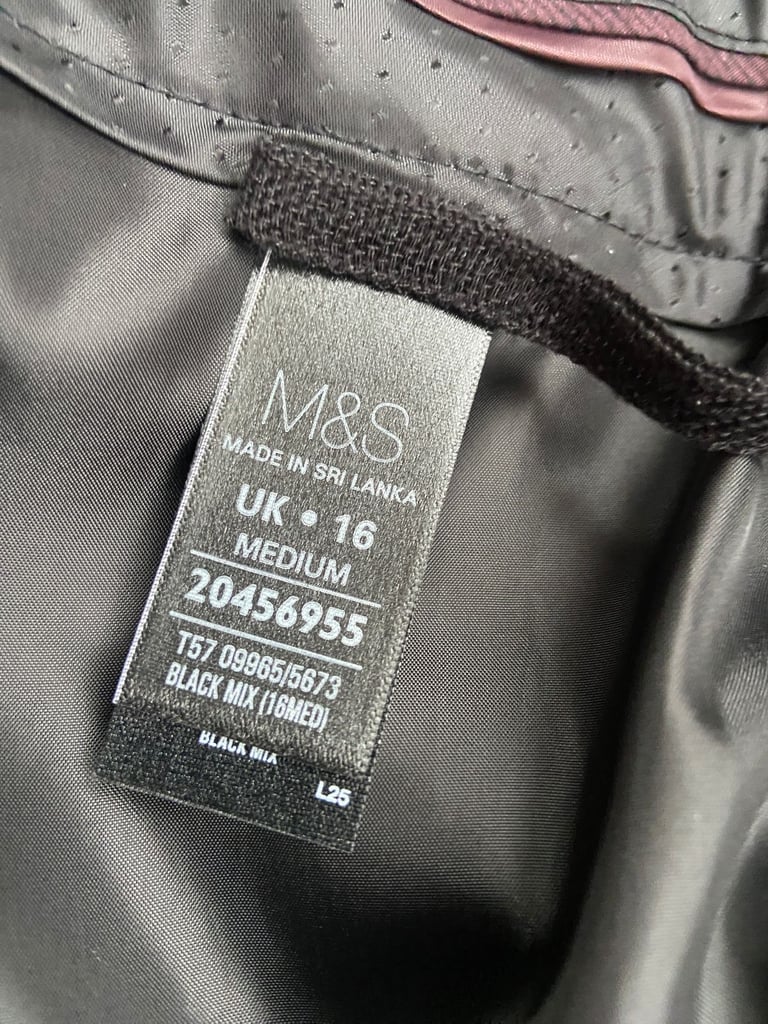 M&S
MADE IN SRI LANKA
UK • 16
MEDIUM
20456955
T57 09965/5673
BLACK MIX (16MED)
BLACK MIX
L25